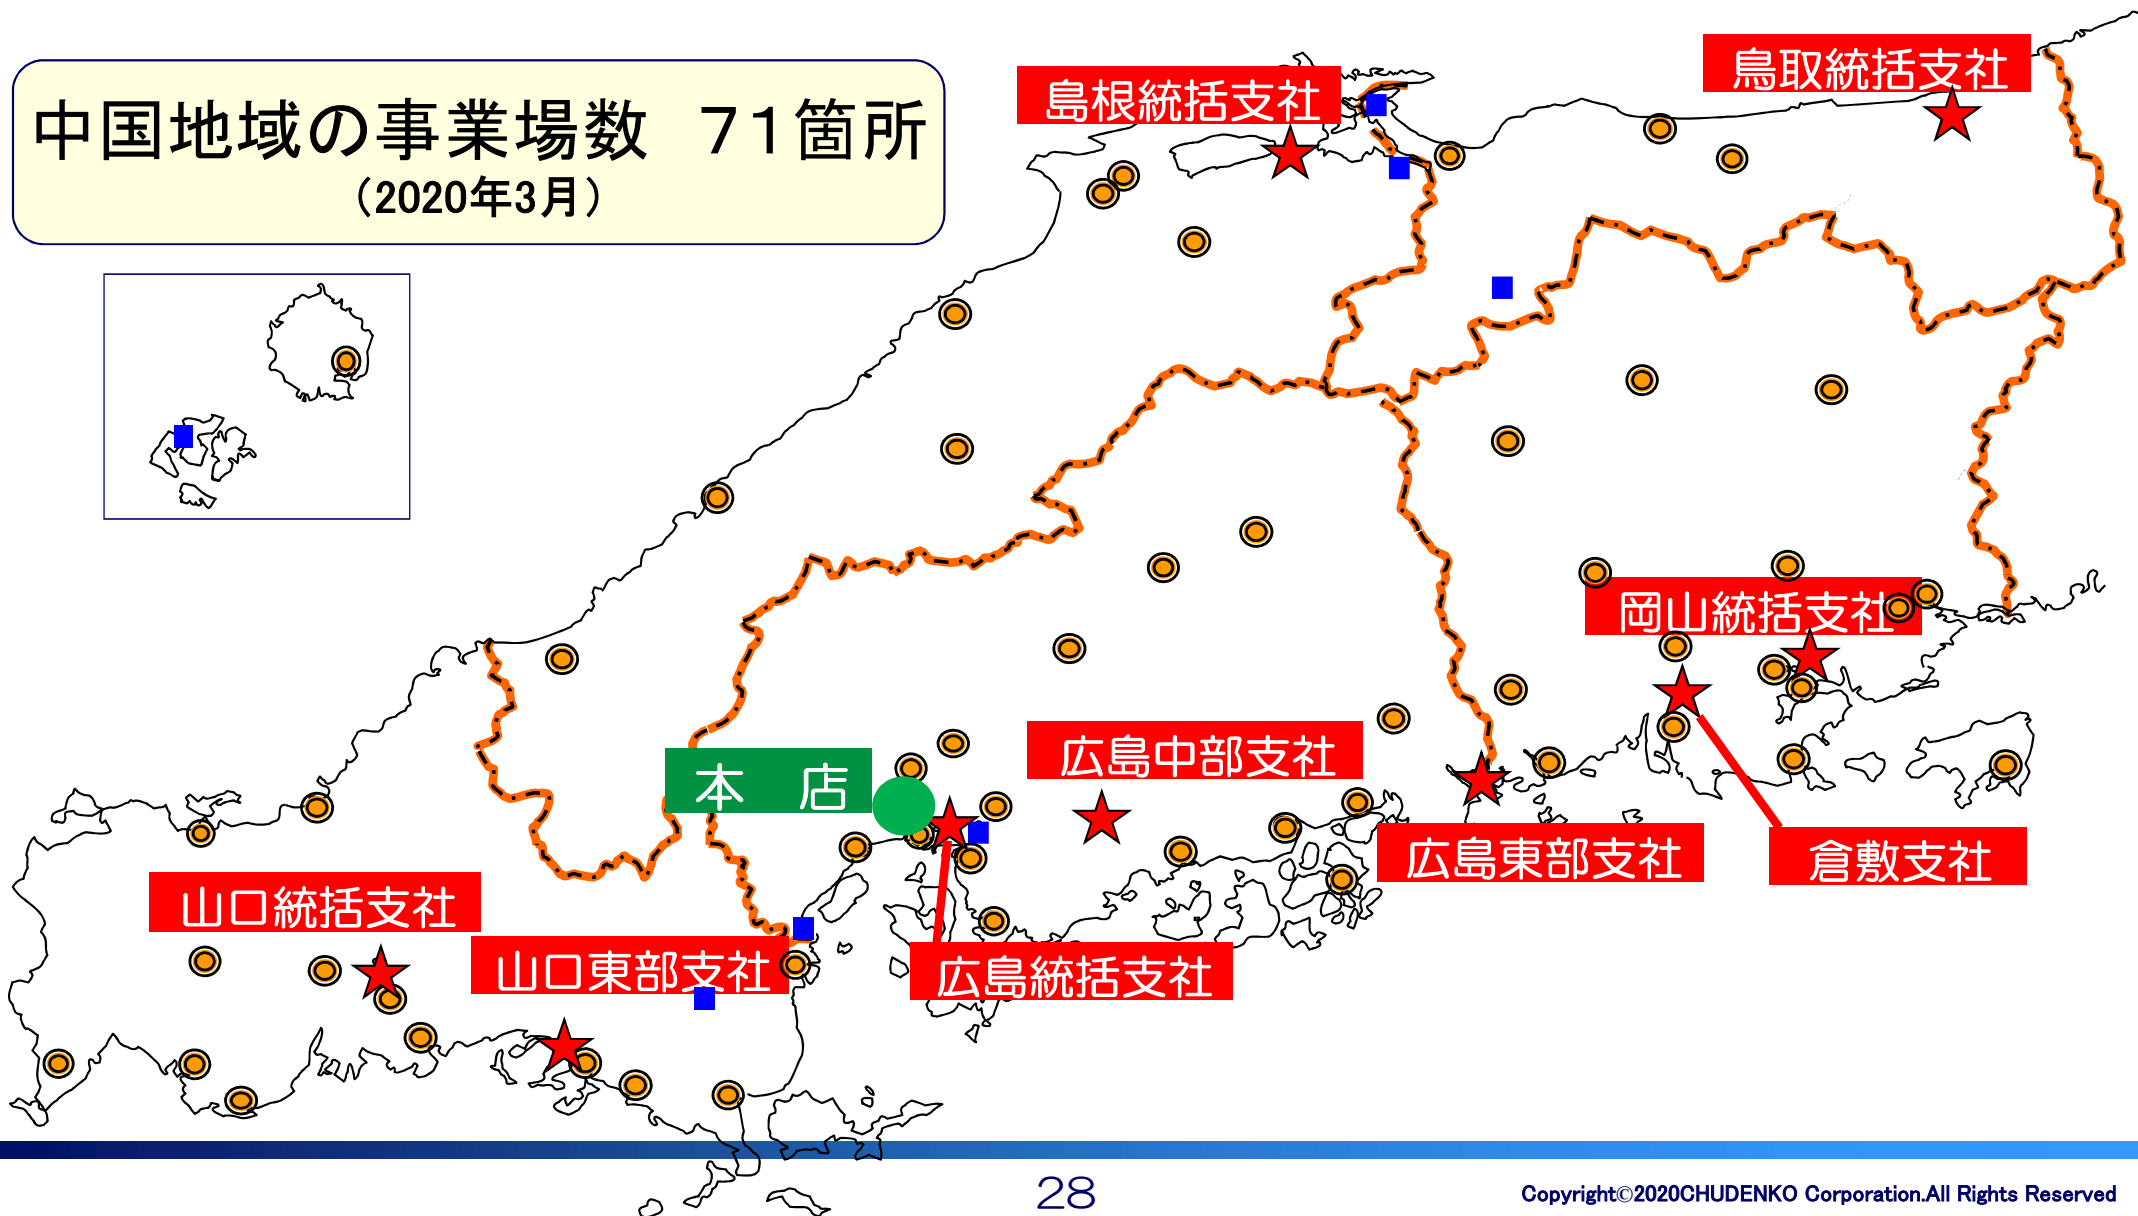 中国地域の事業場数　71箇所
（2020年3月）
島根統括支社
鳥取統括支社
岡山統括支社
広島中部支社
本　店
広島東部支社
倉敷支社
山口統括支社
山口東部支社
広島統括支社
28
Copyright©2020CHUDENKO Corporation.All Rights Reserved